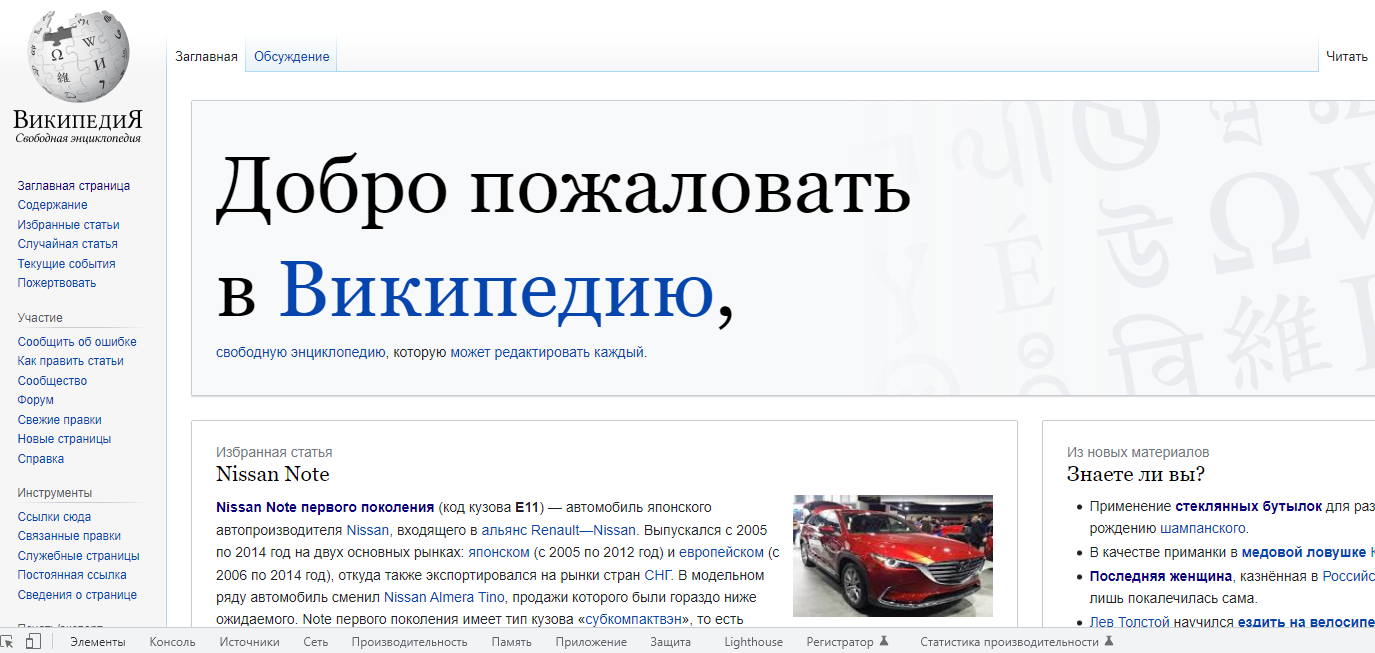 ВикипедиЯ
Свободная энциклопедия
Заглавная
Обсуждение
Читать
Заглавная страница
Содержание
Избранные статьи
Случайная статья
Текущие события
Пожертвовать
Участие
Сообщить об ошибке
Как править статьи
Сообщество
Форум
Свежие правки
Новые страницы
Справка
Инструменты
Ссылки сюда
Связанные правки
Служебные страницы
Постоянная ссылка
Сведения о странице
Добро пожаловать
в Википедию,
свободную энциклопедию, которую может редактировать каждый.
Избранная статья
Nissan Note
Nissan Note первого поколения (код кузова E11) — автомобиль японского
автопроизводителя Nissan, входящего в альянс Renault—Nissan. Выпускался с 2005
по 2014 год на двух основных рынках: японском (с 2005 по 2012 год) и европейском (с
2006 по 2014 год), откуда также экспортировался на рынки стран СНГ. В модельном
ряду автомобиль сменил Nissan Almera Tino, продажи которого были гораздо ниже
ожидаемого. Note первого поколения имеет тип кузова «субкомпактвэн», то есть
Из новых материалов
Знаете ли вы?
Применение стеклянных бутылок для раз
рождению шампанского.
В качестве приманки в медовой ловушке К
Последняя женщина, казнённая в Российс
лишь покалечилась сама.
Лев Толстой научился ездить на велосипе
Элементы
Консоль
Источники
Сеть
Производительность
Память
Приложение
Защита
Lighthouse
Регистратор
Статистика производительности